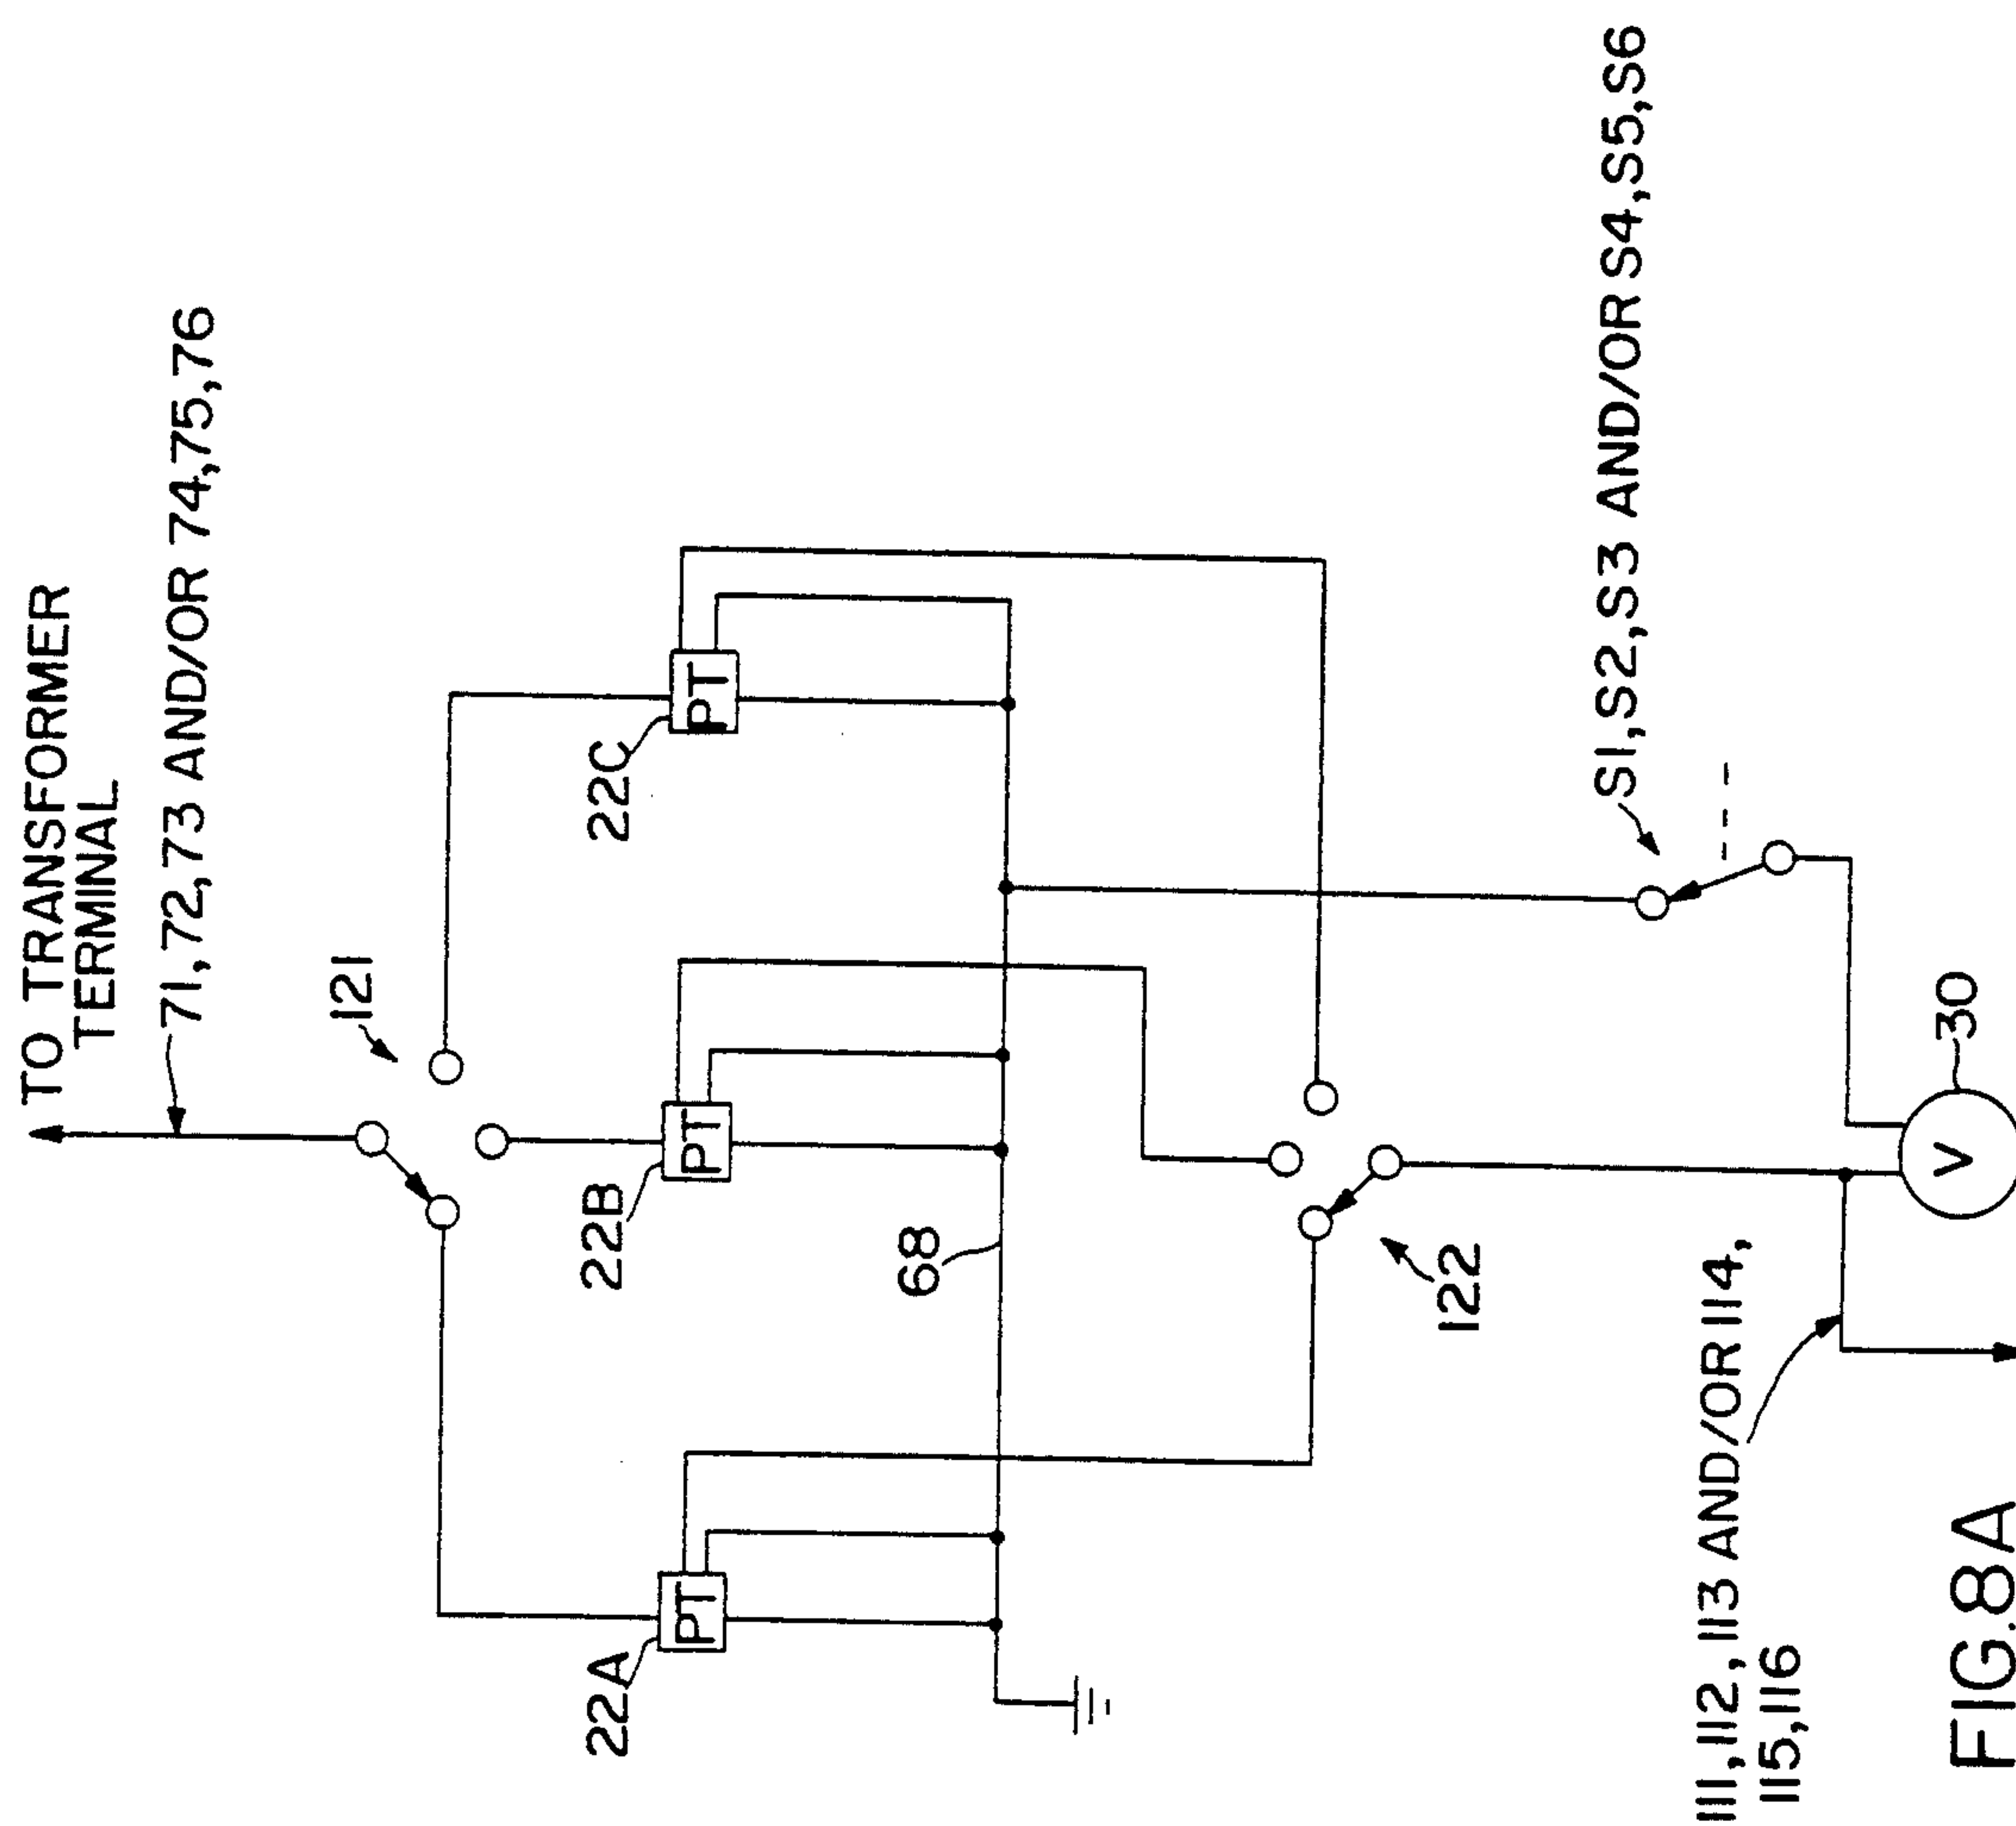 TO TRANSFORMER
TERMINAL
71,72,73 AND/OR 74,75,76
121
22A
PT
22B
PT
22C
PT
68
122
S1,S2,S3 AND/OR S4,S5,S6
111,112,113 AND/OR 114,
115,116
V
30
FIG.8A